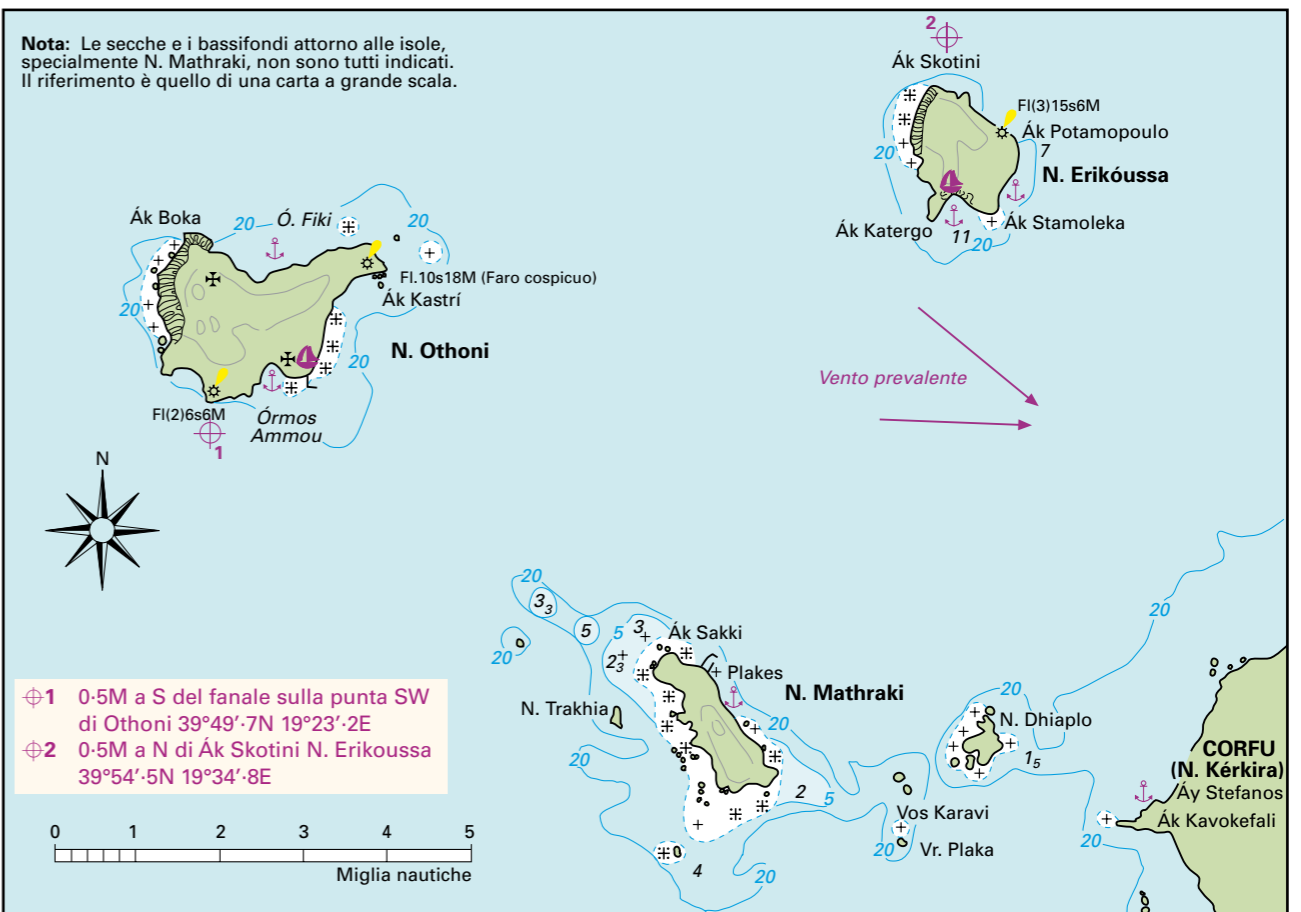 Nota: Le secche e i bassifondi attorno alle isole,
specialmente N. Mathraki, non sono tutti indicati.
Il riferimento è quello di una carta a grande scala.
2
Ák Skotini
Fl(3)15s6M
Ák Potamopoulo
20
7
N. Erikóussa
Ák Katergo
11
20
Ák Stamoleka
Ák Boka
20
Ó. Fiki
20
Fl.10s18M (Faro cospicuo)
Ák Kastrí
20
N. Othoni
20
Fl(2)6s6M
Órmos
Ammou
1
Vento prevalente
N
20
3₃
5
5
3
Ák Sakki
20
2₃
Plakes
N. Mathraki
20
N. Trakhia
20
20
20
N. Dhiaplo
1₅
2
5
Vos Karavi
20
Vr. Plaka
4
20
CORFU
(N. Kérkira)
Áy Stefanos
Ák Kavokefali
20
1 0·5M a S del fanale sulla punta SW
di Othoni 39°49'·7N 19°23'·2E
2 0·5M a N di Ák Skotini N. Erikoussa
39°54'·5N 19°34'·8E
0 1 2 3 4 5
Miglia nautiche